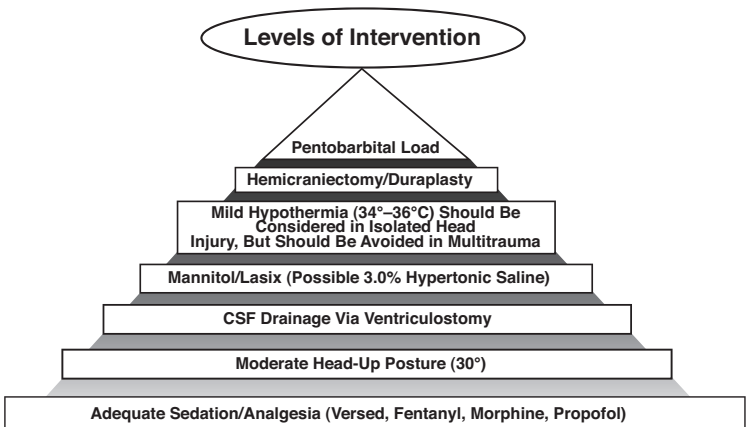 Levels of Intervention
Pentobarbital Load
Hemicraniectomy/Duraplasty
Mild Hypothermia (34°–36°C) Should Be
Considered in Isolated Head
Injury, But Should Be Avoided in Multitrauma
Mannitol/Lasix (Possible 3.0% Hypertonic Saline)
CSF Drainage Via Ventriculostomy
Moderate Head-Up Posture (30°)
Adequate Sedation/Analgesia (Versed, Fentanyl, Morphine, Propofol)